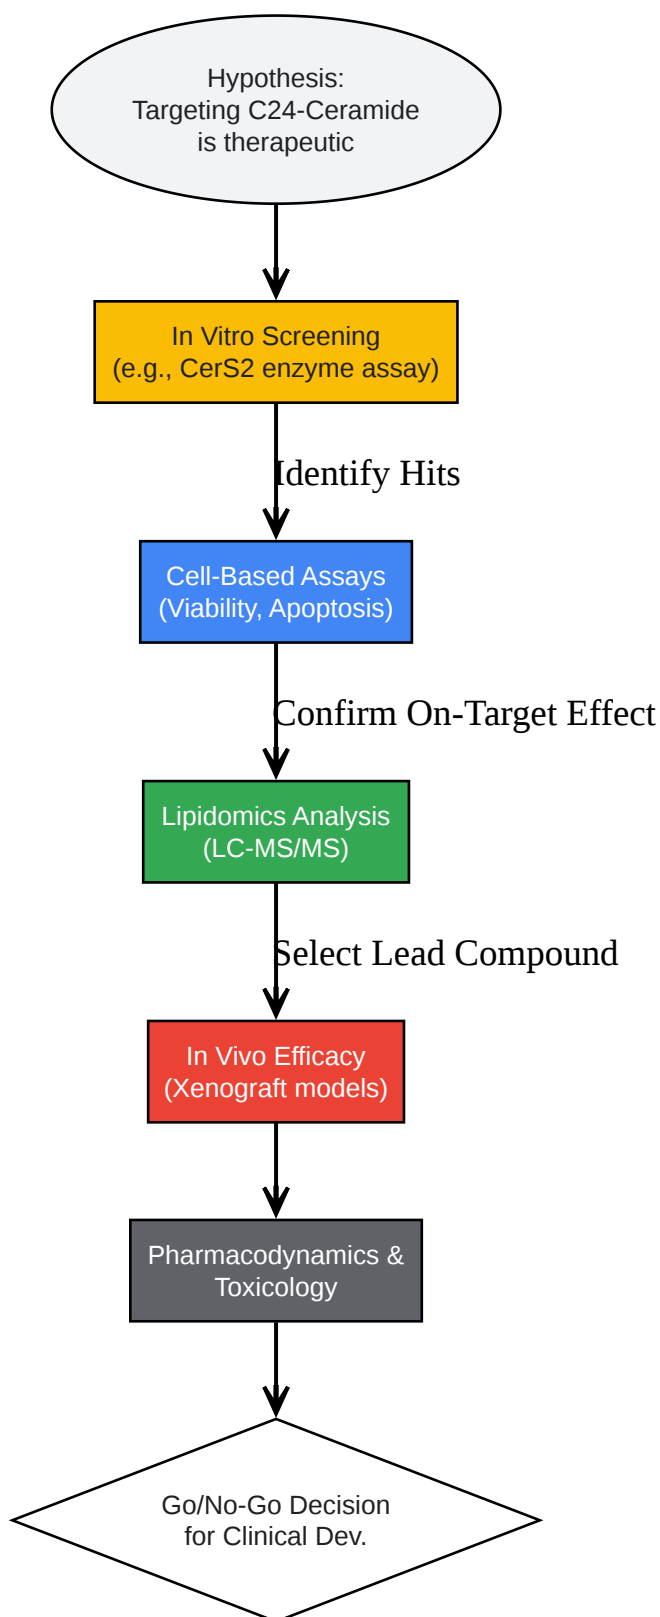 Hypothesis:
Targeting C24-Ceramide
is therapeutic
In Vitro Screening
(e.g., CerS2 enzyme assay)
Identify Hits
Cell-Based Assays
(Viability, Apoptosis)
Confirm On-Target Effect
Lipidomics Analysis
(LC-MS/MS)
Select Lead Compound
In Vivo Efficacy
(Xenograft models)
Pharmacodynamics &
Toxicology
Go/No-Go Decision
for Clinical Dev.